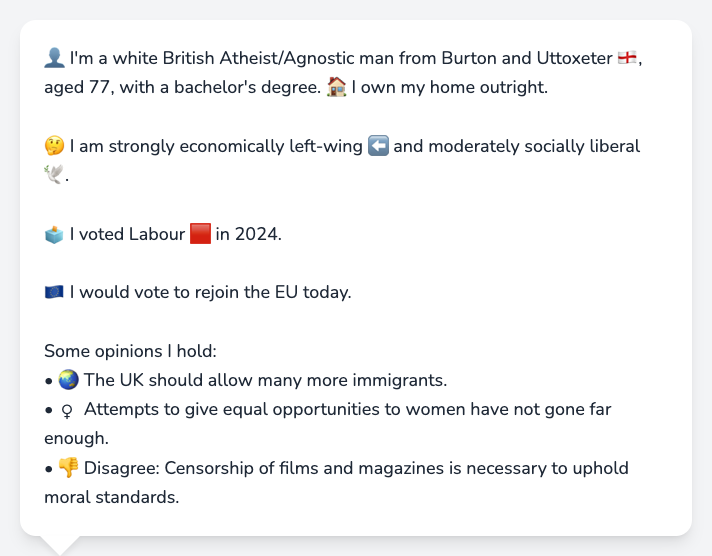 👤 I'm a white British Atheist/Agnostic man from Burton and Uttoxeter 🏴󠁧󠁢󠁥󠁮󠁧󠁿,
aged 77, with a bachelor's degree. 🏠 I own my home outright.
🤔 I am strongly economically left-wing ⬅️ and moderately socially liberal
🕊️.
🗳️ I voted Labour 🟥 in 2024.
🇪🇺 I would vote to rejoin the EU today.
Some opinions I hold:
• 🌏 The UK should allow many more immigrants.
• ♀ Attempts to give equal opportunities to women have not gone far
enough.
• 👎 Disagree: Censorship of films and magazines is necessary to uphold
moral standards.